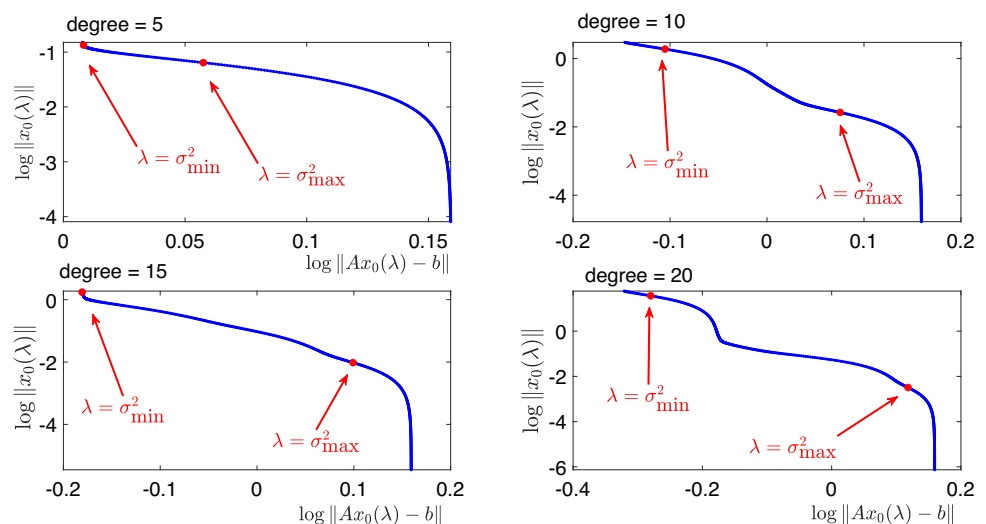 degree = 5
-1
-2
-3
-4
log ‖x₀(λ)‖
λ = σ²min
λ = σ²max
0
0.05
0.1
0.15
log ‖Ax₀(λ) − b‖
degree = 10
0
-2
-4
log ‖x₀(λ)‖
λ = σ²min
λ = σ²max
-0.2
-0.1
0
0.1
0.2
log ‖Ax₀(λ) − b‖
degree = 15
0
-2
-4
log ‖x₀(λ)‖
λ = σ²min
λ = σ²max
-0.2
-0.1
0
0.1
0.2
log ‖Ax₀(λ) − b‖
degree = 20
0
-2
-4
-6
log ‖x₀(λ)‖
λ = σ²min
λ = σ²max
-0.4
-0.2
0
0.2
log ‖Ax₀(λ) − b‖